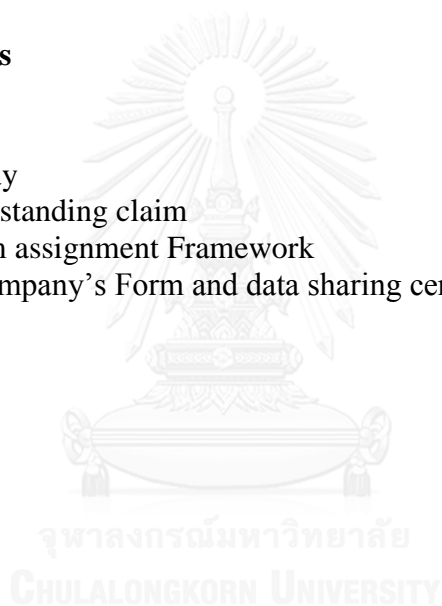 s
y
standing claim
n assignment Framework
mpany's Form and data sharing cer
จุฬาลงกรณ์มหาวิทยาลัย
CHULALONGKORN UNIVERSITY